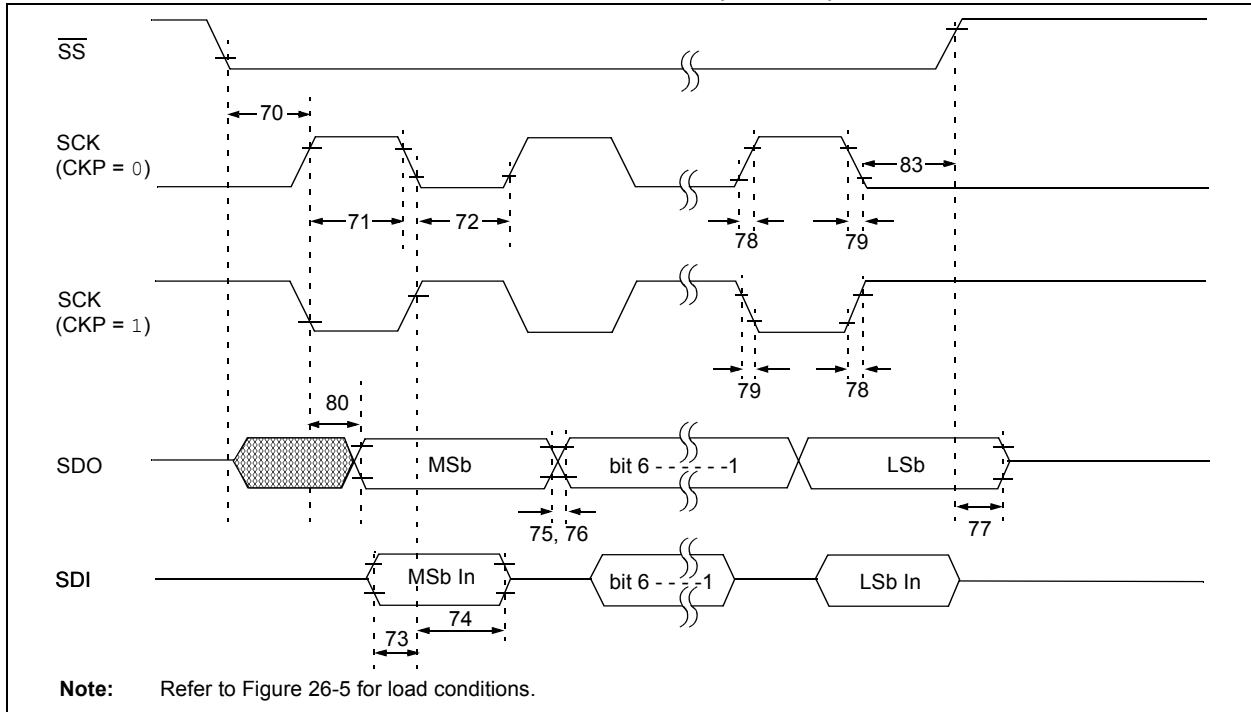 SS
70
SCK
(CKP = 0)
83
71
72
78
79
SCK
(CKP = 1)
79
78
80
SDO
MSb
bit 6 - - - - - -1
LSb
75, 76
77
SDI
MSb In
bit 6 - - - -1
LSb In
74
73
Note: Refer to Figure 26-5 for load conditions.